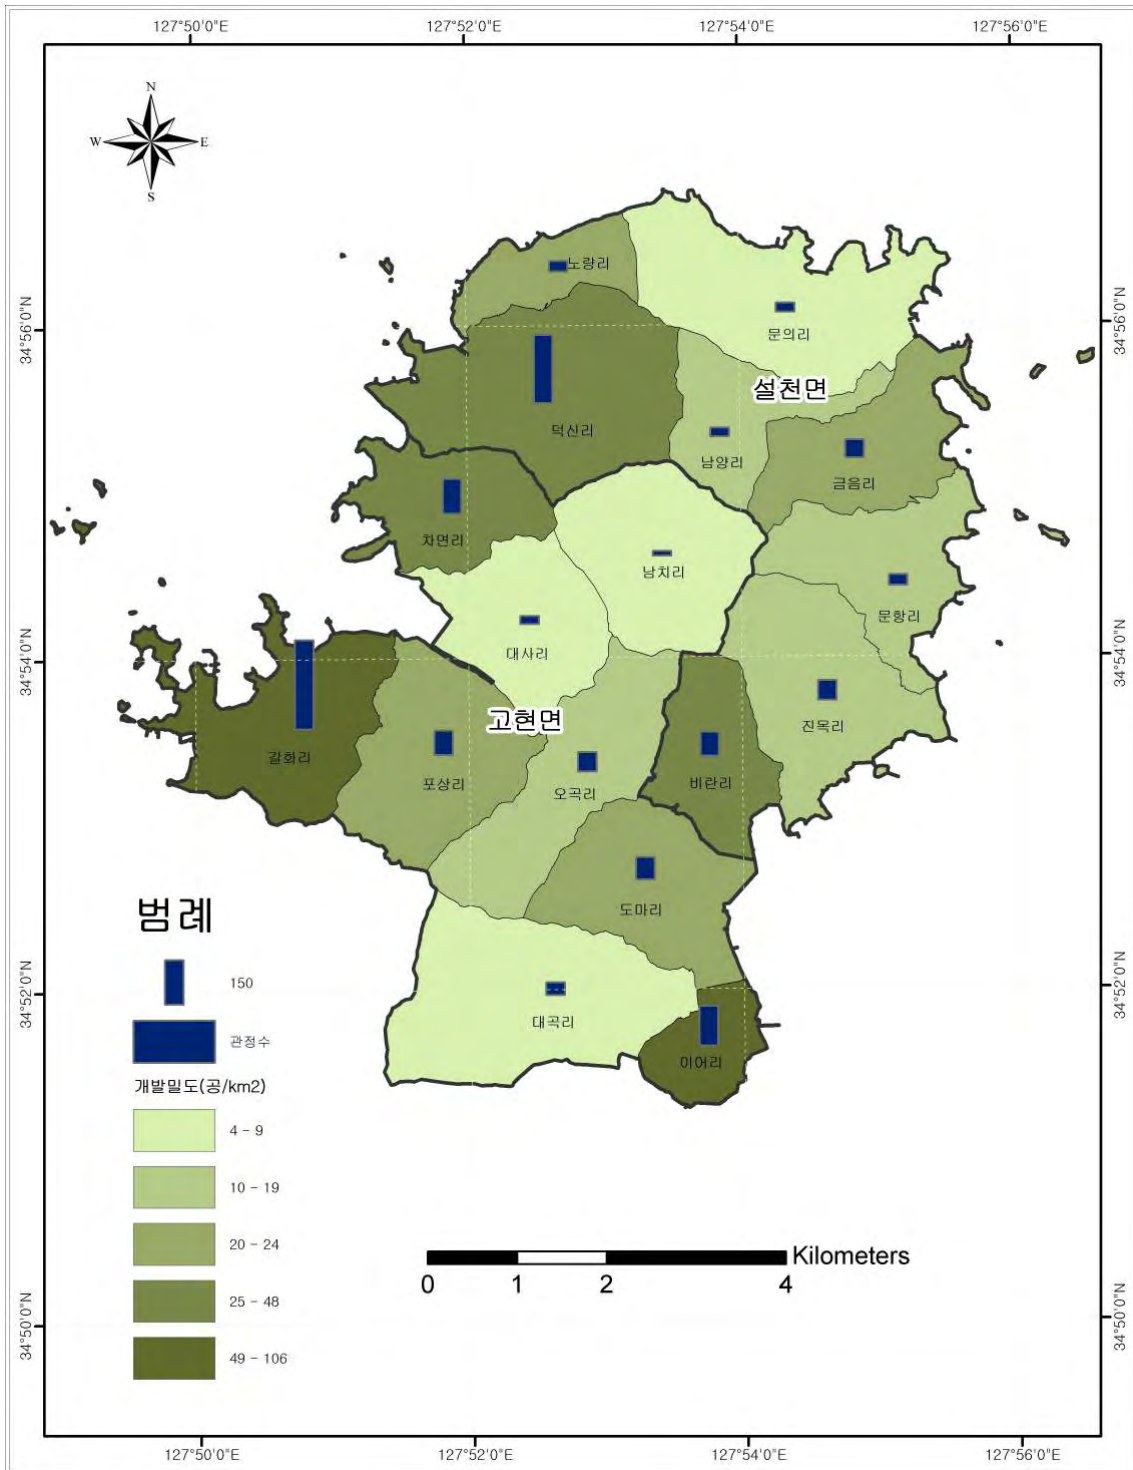 127°50'0"E 127°52'0"E 127°54'0"E 127°56'0"E
N
W E
S
노량리
34°56'0"N 34°56'0"N
문의리
설천면
덕신리
남양리
금음리
차면리
남치리
문항리
대사리
34°54'0"N 34°54'0"N
고현면
진목리
갈화리
포상리
비란리
오곡리
도마리
범례
150
34°52'0"N 34°52'0"N
대곡리
관정수
이어리
개발밀도(공/km2)
4 - 9
10 - 19
20 - 24
Kilometers
0 1 2 4
25 - 48
34°50'0"N 34°50'0"N
49 - 106
127°50'0"E 127°52'0"E 127°54'0"E 127°56'0"E